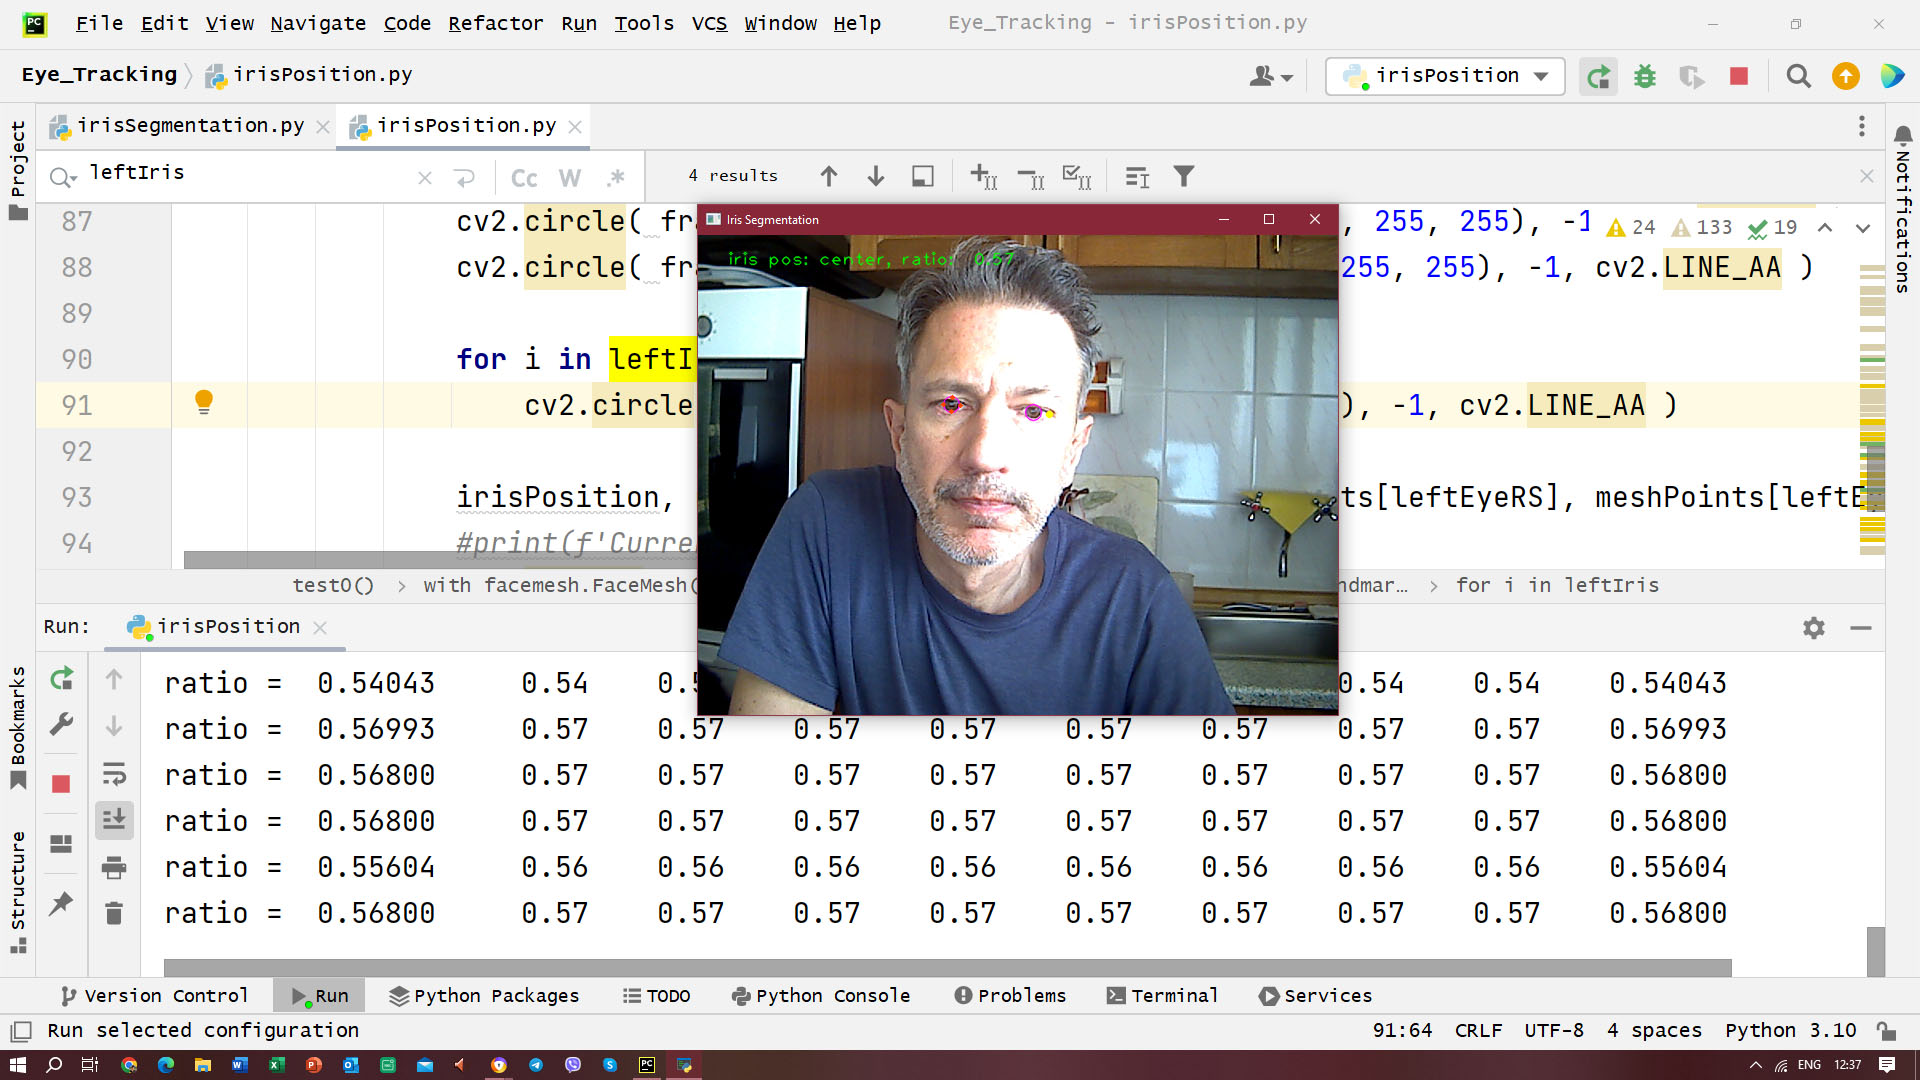 PC File Edit View Navigate Code Refactor Run Tools VCS Window Help Eye_Tracking - irisPosition.py
Eye_Tracking irisPosition.py irisPosition
irisSegmentation.py irisPosition.py
leftIris Cc W .* 4 results
Project
Notifications
Iris Segmentation
iris pos: center, ratio: 0.57
24 133 19
87 cv2.circle( fra , 255, 255), -1
88 cv2.circle( fra 255, 255), -1, cv2.LINE_AA )
89
90 for i in leftI
91 cv2.circle ), -1, cv2.LINE_AA )
92
93 irisPosition, ts[leftEyeRS], meshPoints[leftE
94 #print(f'Curre
test0() › with facemesh.FaceMesh( ndmar… › for i in leftIris
Run: irisPosition
Bookmarks
Structure
ratio = 0.54043 0.54 0.5 0.54 0.54 0.54043
ratio = 0.56993 0.57 0.57 0.57 0.57 0.57 0.57 0.57 0.57 0.56993
ratio = 0.56800 0.57 0.57 0.57 0.57 0.57 0.57 0.57 0.57 0.56800
ratio = 0.56800 0.57 0.57 0.57 0.57 0.57 0.57 0.57 0.57 0.56800
ratio = 0.55604 0.56 0.56 0.56 0.56 0.56 0.56 0.56 0.56 0.55604
ratio = 0.56800 0.57 0.57 0.57 0.57 0.57 0.57 0.57 0.57 0.56800
Version Control Run Python Packages TODO Python Console Problems Terminal Services
Run selected configuration 91:64 CRLF UTF-8 4 spaces Python 3.10
ENG 12:37